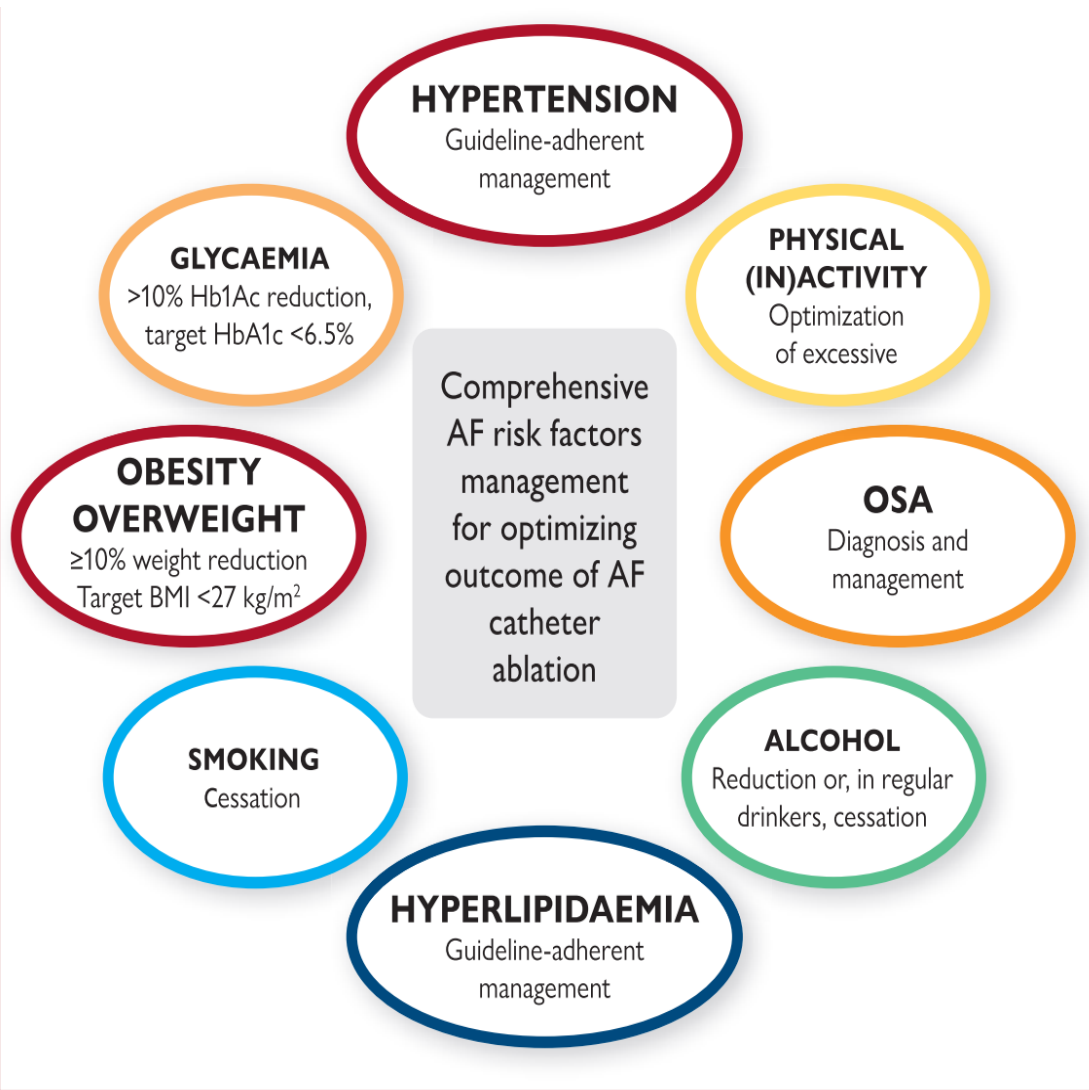 HYPERTENSION
Guideline-adherent
management
PHYSICAL
(IN)ACTIVITY
Optimization
of excessive
OSA
Diagnosis and
management
ALCOHOL
Reduction or, in regular
drinkers, cessation
HYPERLIPIDAEMIA
Guideline-adherent
management
SMOKING
Cessation
OBESITY
OVERWEIGHT
≥10% weight reduction
Target BMI <27 kg/m²
GLYCAEMIA
>10% Hb1Ac reduction,
target HbA1c <6.5%
Comprehensive
AF risk factors
management
for optimizing
outcome of AF
catheter
ablation